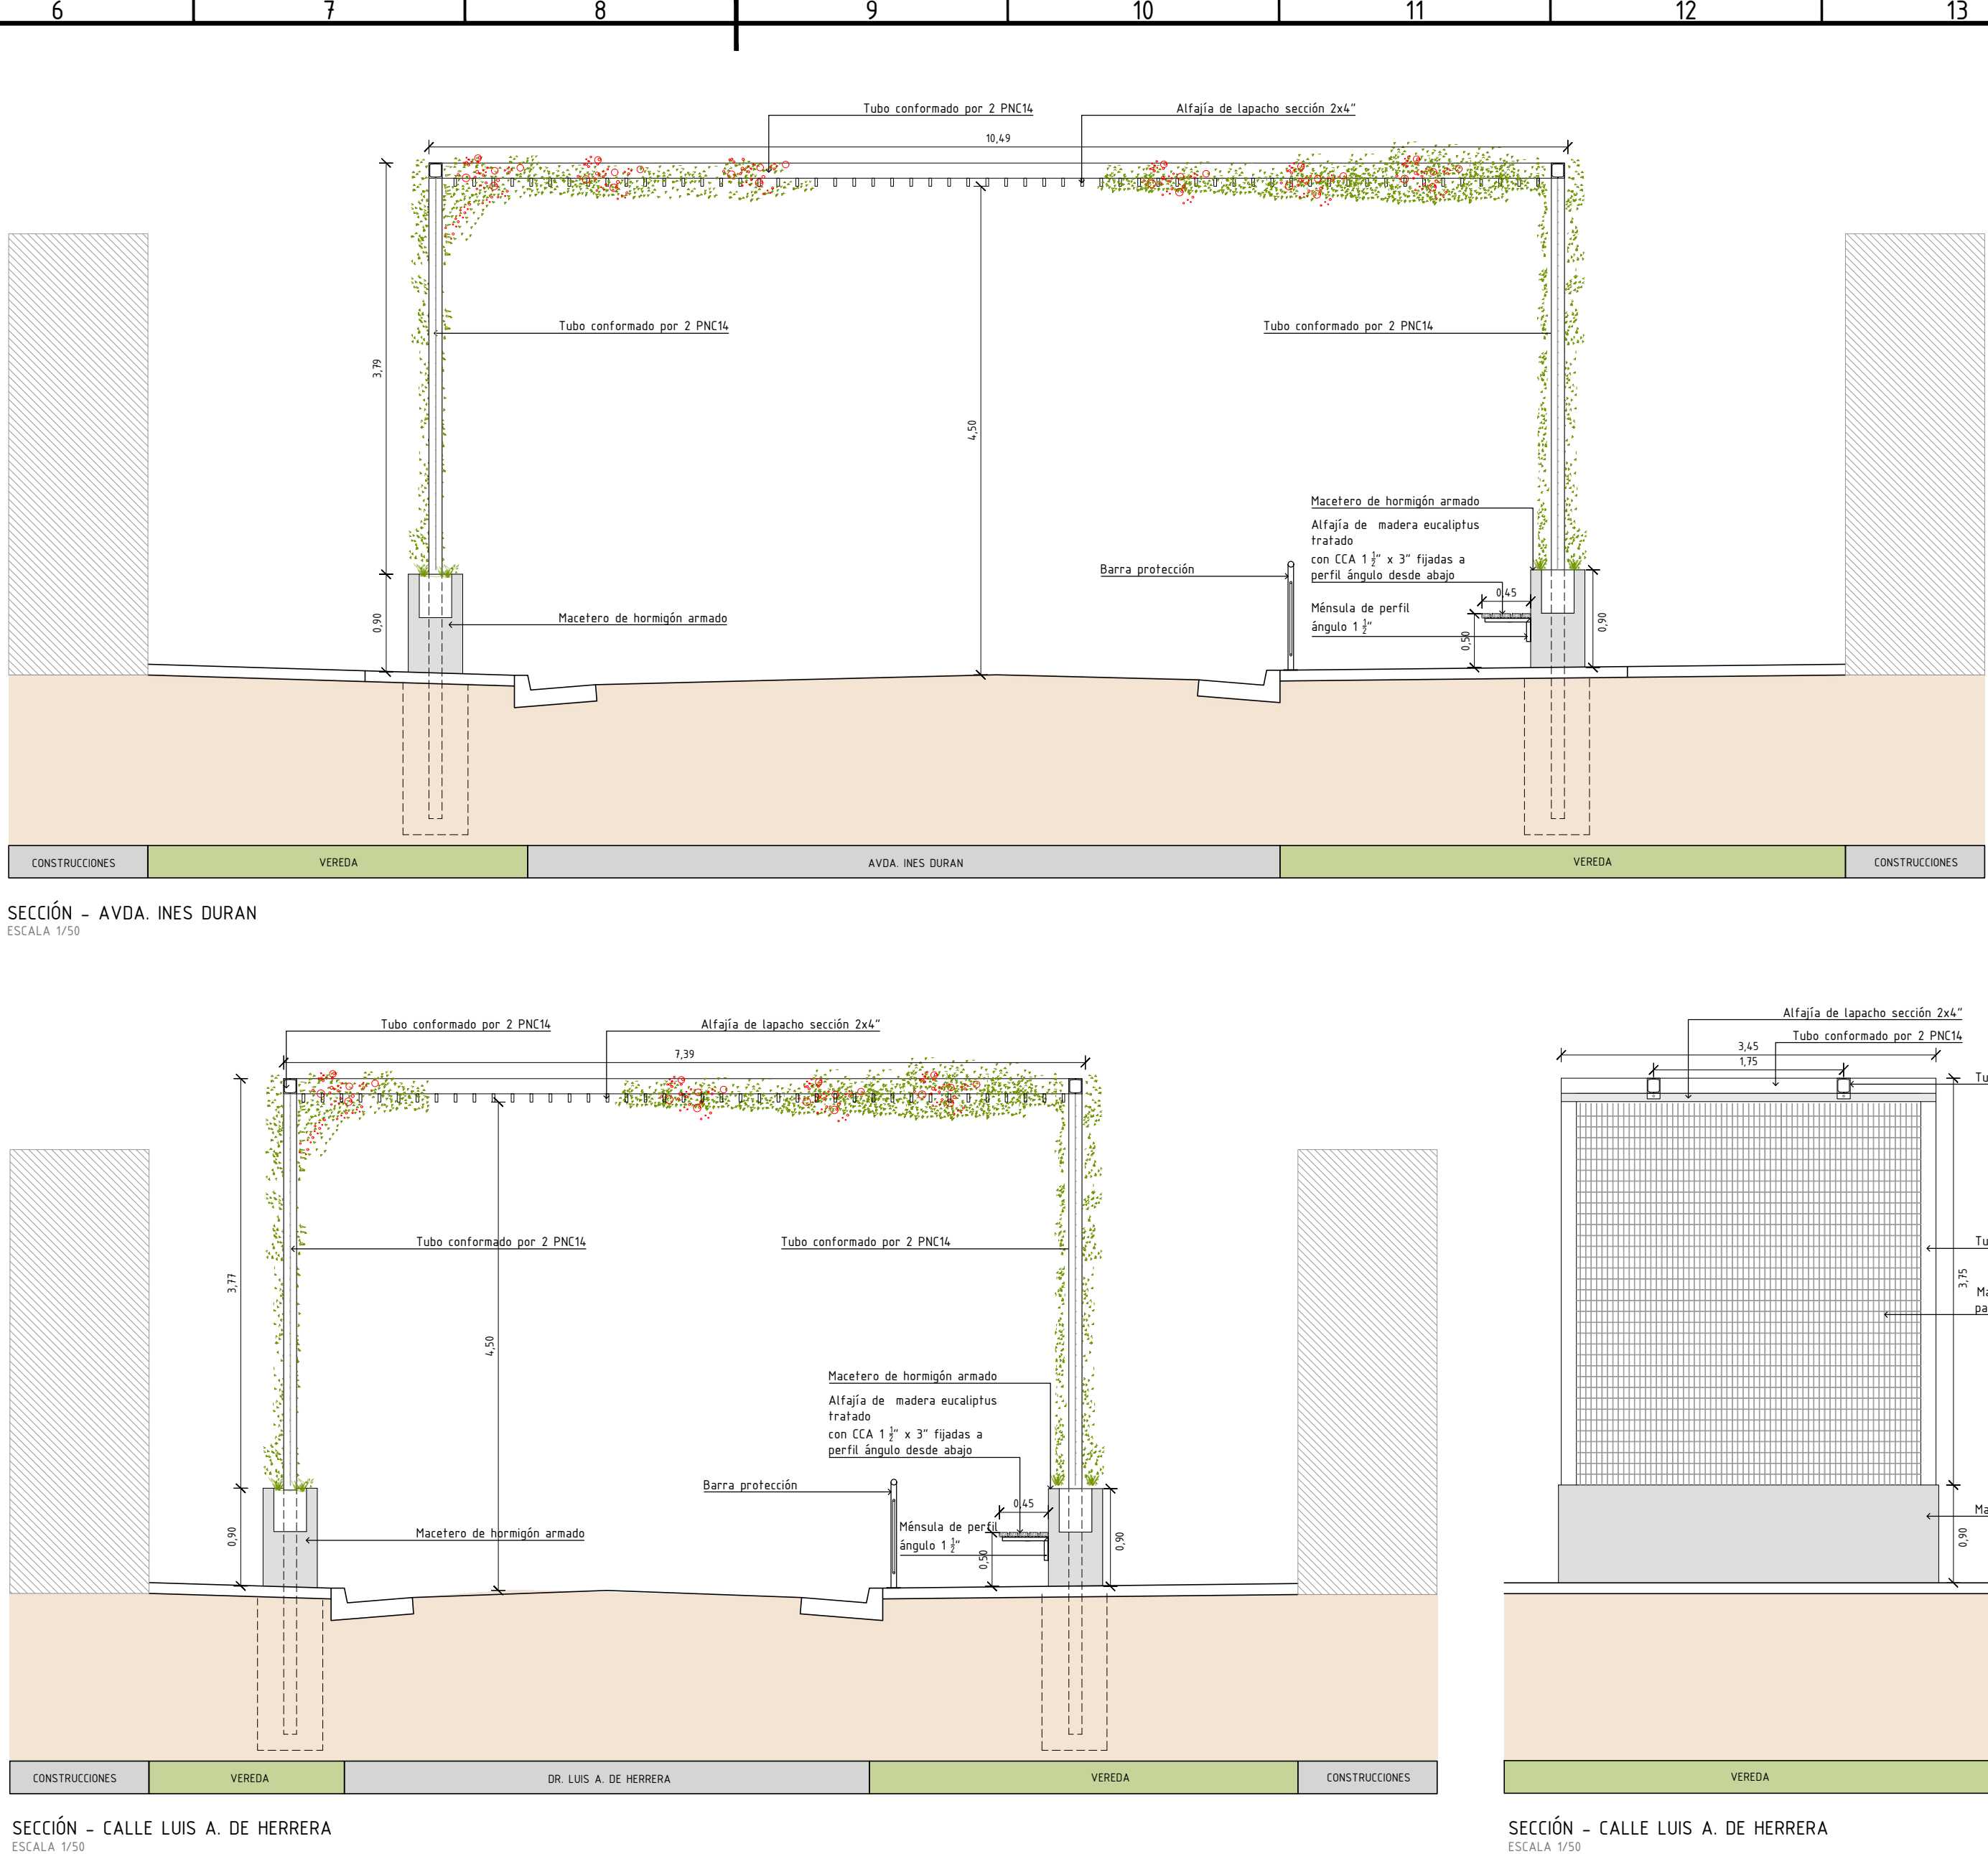 6 7 8 9 10 11 12 13
Tubo conformado por 2 PNC14
Alfajía de lapacho sección 2x4"
10,49
Tubo conformado por 2 PNC14
Tubo conformado por 2 PNC14
3,79
4,50
Macetero de hormigón armado
Alfajía de madera eucaliptus
tratado
con CCA 1 1/2" x 3" fijadas a
perfil ángulo desde abajo
Barra protección
0,45
Ménsula de perfil
ángulo 1 1/2"
0,50
0,90
Macetero de hormigón armado
0,90
CONSTRUCCIONES
VEREDA
AVDA. INES DURAN
VEREDA
CONSTRUCCIONES
SECCIÓN - AVDA. INES DURAN
ESCALA 1/50
Tubo conformado por 2 PNC14
Alfajía de lapacho sección 2x4"
7,39
Tubo conformado por 2 PNC14
Tubo conformado por 2 PNC14
3,77
4,50
Macetero de hormigón armado
Alfajía de madera eucaliptus
tratado
con CCA 1 1/2" x 3" fijadas a
perfil ángulo desde abajo
Barra protección
0,45
Ménsula de perfil
ángulo 1 1/2"
0,50
0,90
Macetero de hormigón armado
0,90
CONSTRUCCIONES
VEREDA
DR. LUIS A. DE HERRERA
VEREDA
CONSTRUCCIONES
SECCIÓN - CALLE LUIS A. DE HERRERA
ESCALA 1/50
Alfajía de lapacho sección 2x4"
Tubo conformado por 2 PNC14
3,45
1,75
Tu
Tu
3,75
Ma
pa
Ma
0,90
VEREDA
SECCIÓN - CALLE LUIS A. DE HERRERA
ESCALA 1/50